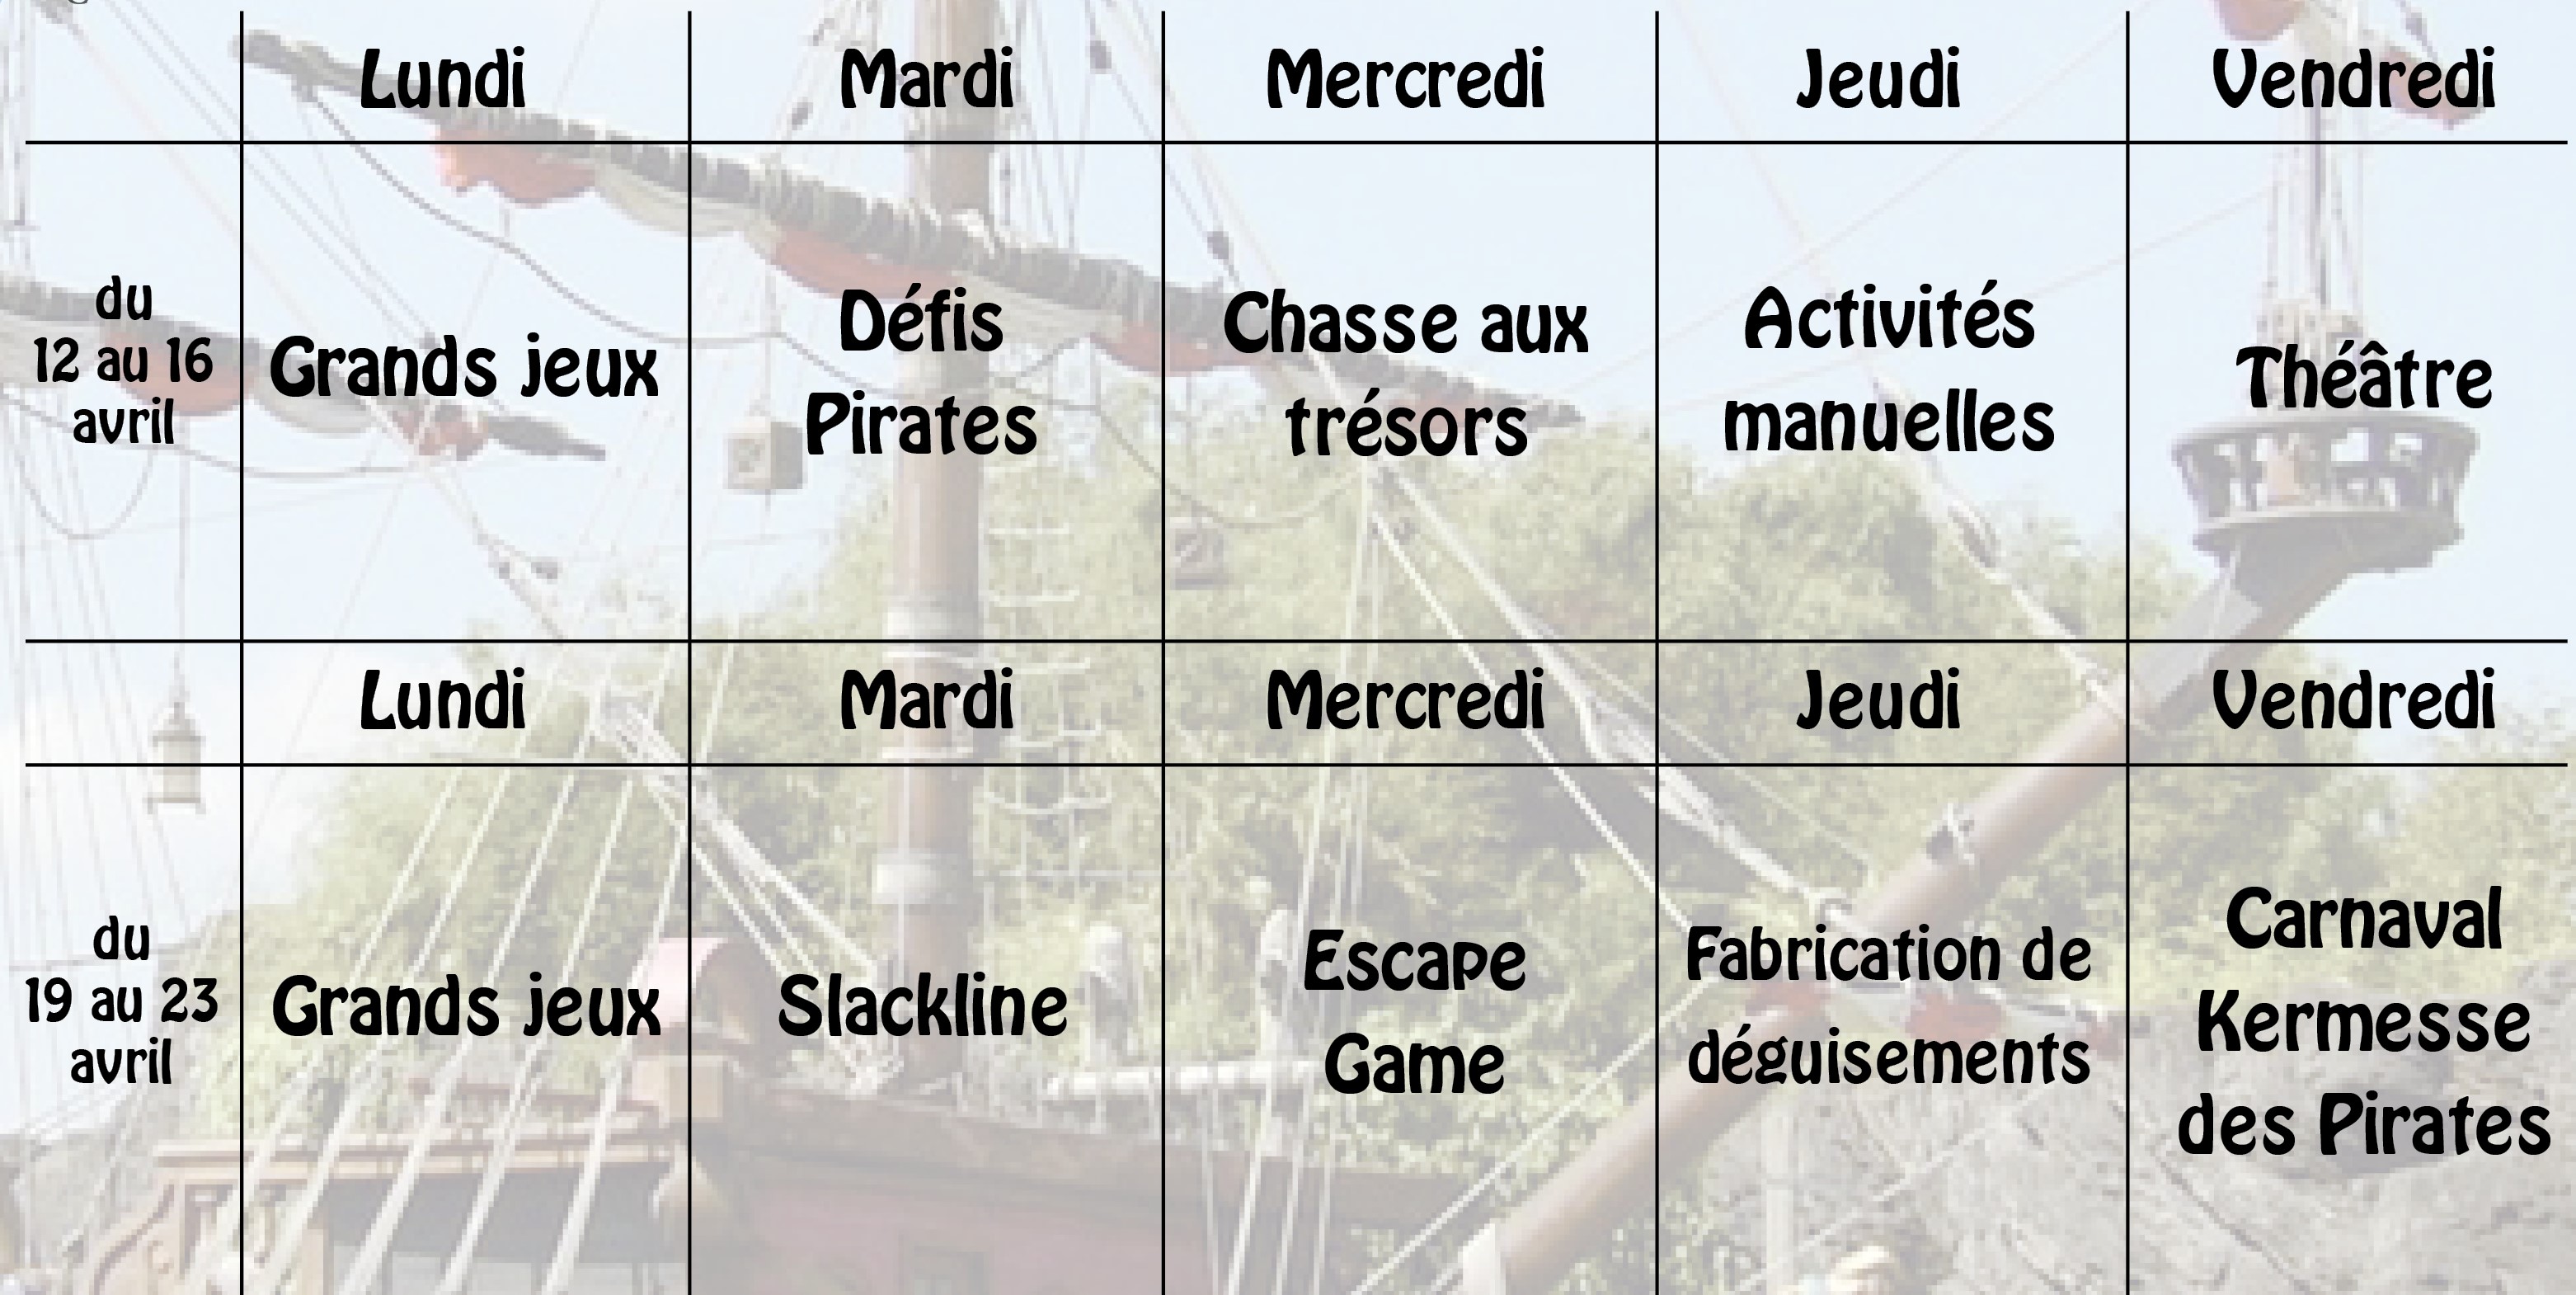 Lundi Mardi Mercredi Jeudi Vendredi
du
12 au 16
avril
Grands jeux
Défis
Pirates
Chasse aux
trésors
Activités
manuelles
Théâtre
Lundi Mardi Mercredi Jeudi Vendredi
du
19 au 23
avril
Grands jeux
Slackline
Escape
Game
Fabrication de
déguisements
Carnaval
Kermesse
des Pirates